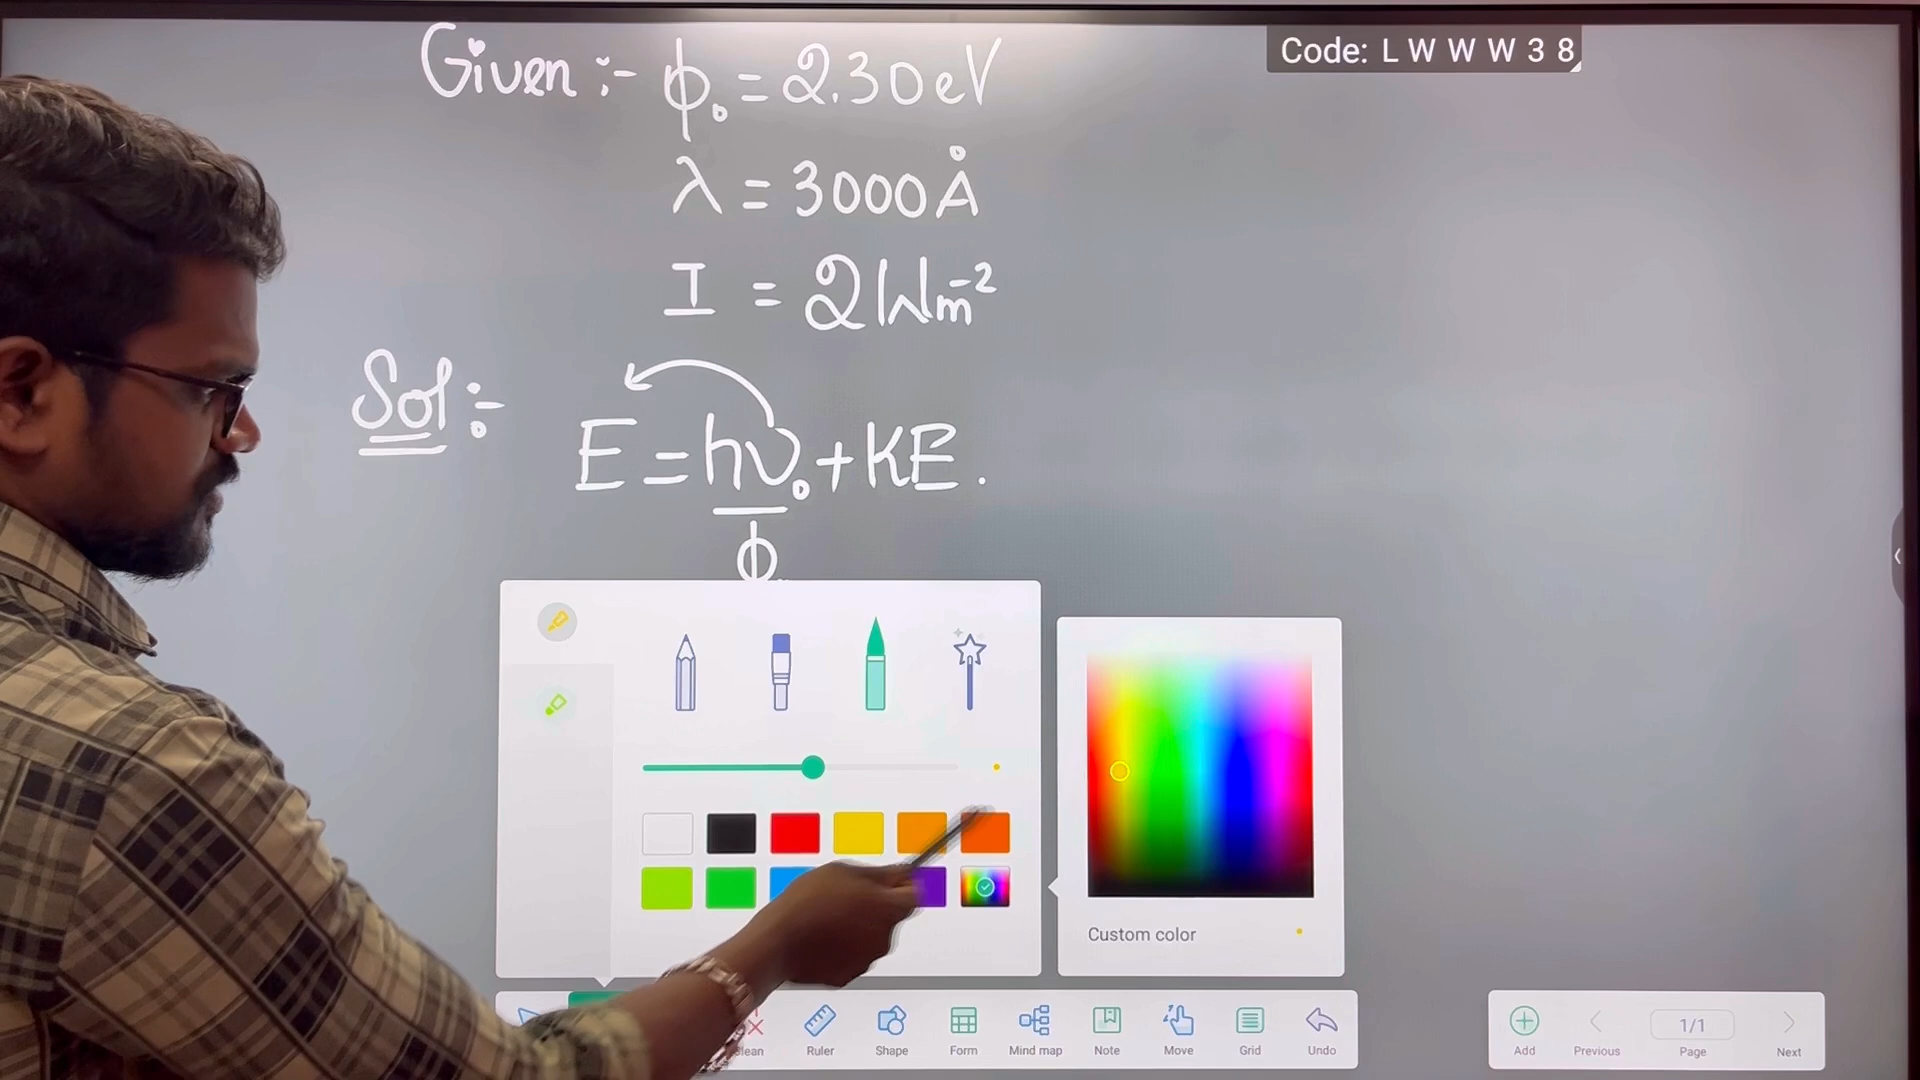 Code: L W W W 3 8
Given :- ϕ₀ = 2.30 eV
λ = 3000 Å
I = 2 Wm⁻²
Sol :-
E = hν₀ + KE.
ϕ
Custom color
Ruler
Shape
Form
Mind map
Note
Move
Grid
Undo
Add
Previous
1/1
Page
Next